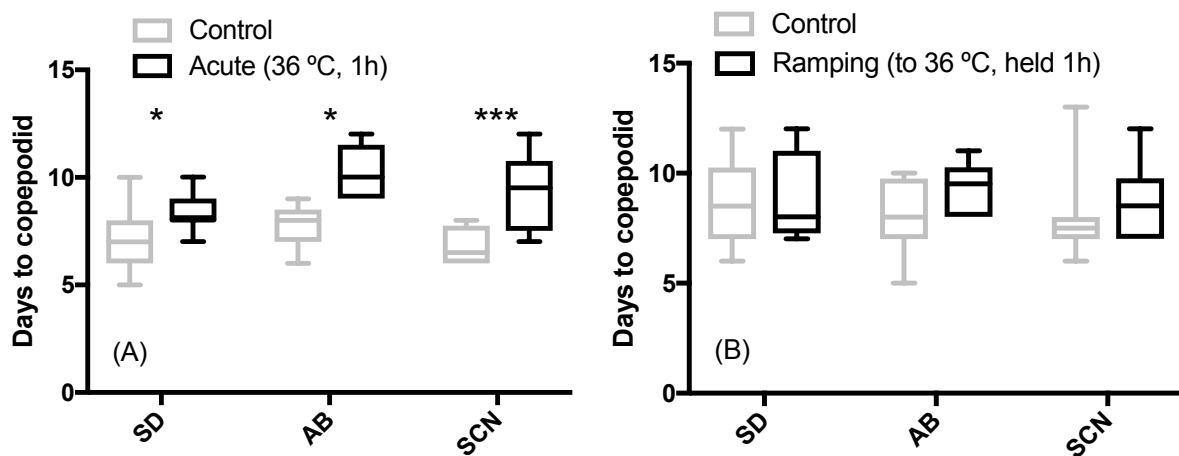 Control
Acute (36 ºC, 1h)
Days to copepodid
15
10
5
0
*
*
***
(A)
SD
AB
SCN
Control
Ramping (to 36 ºC, held 1h)
Days to copepodid
15
10
5
0
(B)
SD
AB
SCN